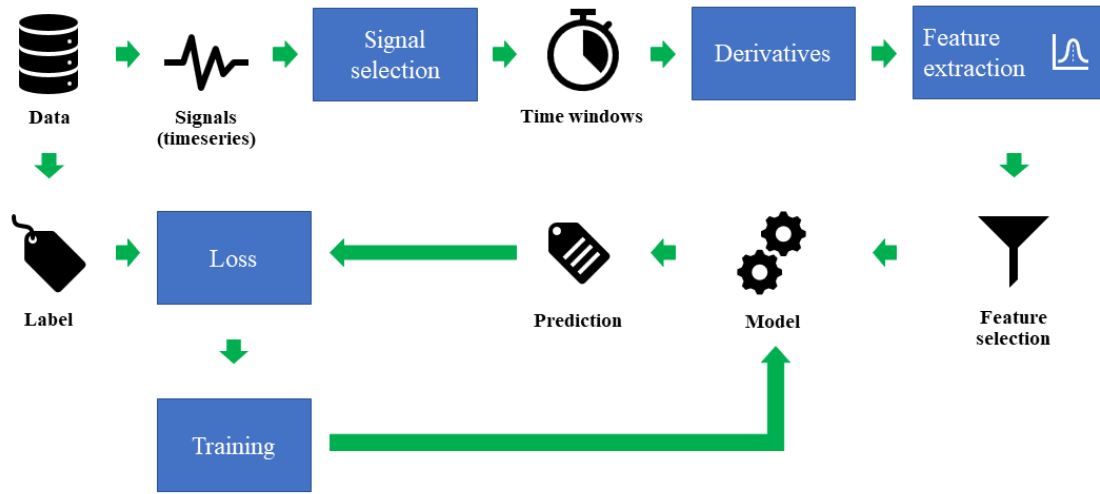 Data
Signals
(timeseries)
Signal
selection
Time windows
Derivatives
Feature
extraction
Label
Loss
Prediction
Model
Feature
selection
Training